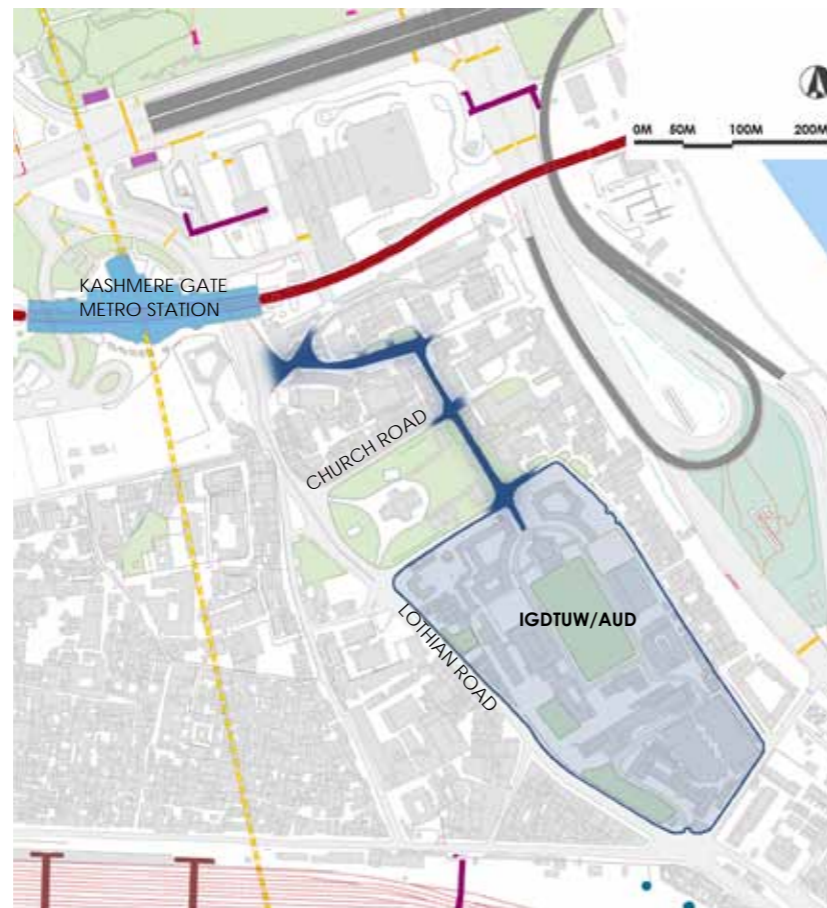 0M 50M 100M 200M
KASHMERE GATE
METRO STATION
CHURCH ROAD
IGDTUW/AUD
LOTHIAN ROAD